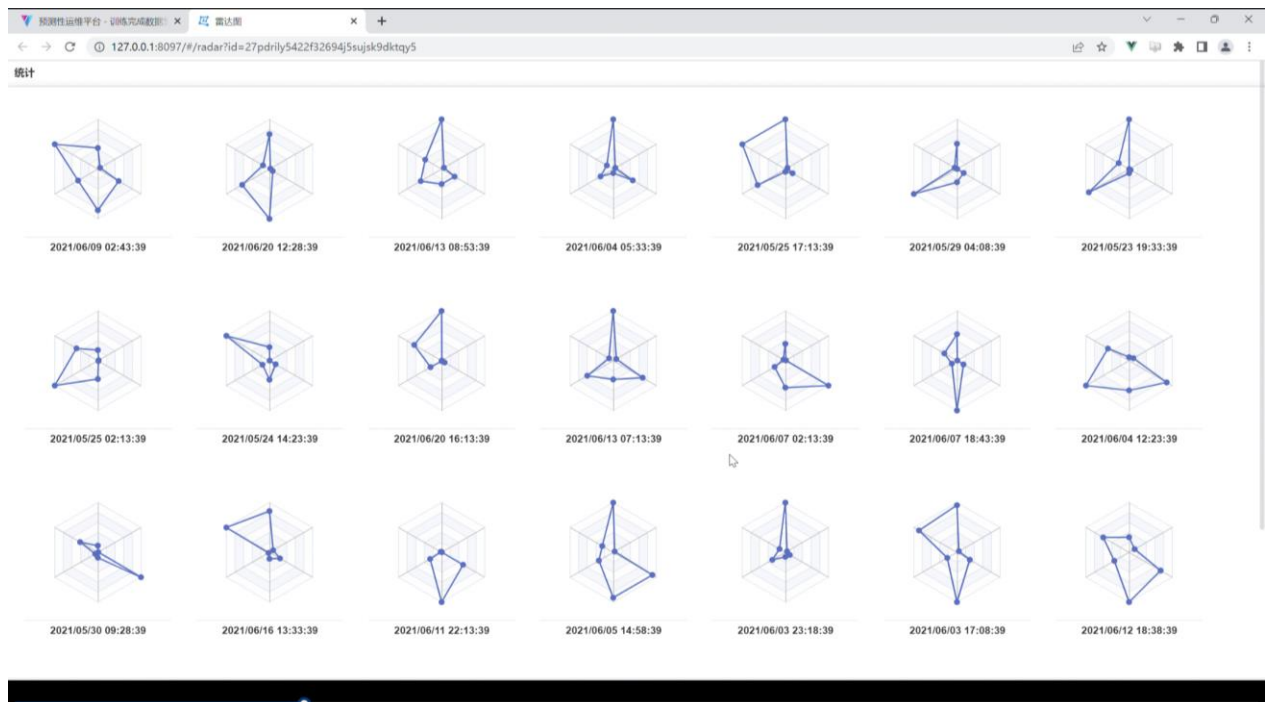 预测性运维平台 - 训练完成数据
雷达图
127.0.0.1:8097/#/radar?id=27pdrily5422f32694j5sujsk9dktqy5
统计
2021/06/09 02:43:39 2021/06/20 12:28:39 2021/06/13 08:53:39 2021/06/04 05:33:39 2021/05/25 17:13:39 2021/05/29 04:08:39 2021/05/23 19:33:39
2021/05/25 02:13:39 2021/05/24 14:23:39 2021/06/20 16:13:39 2021/06/13 07:13:39 2021/06/07 02:13:39 2021/06/07 18:43:39 2021/06/04 12:23:39
2021/05/30 09:28:39 2021/06/16 13:33:39 2021/06/11 22:13:39 2021/06/05 14:58:39 2021/06/03 23:18:39 2021/06/03 17:08:39 2021/06/12 18:38:39